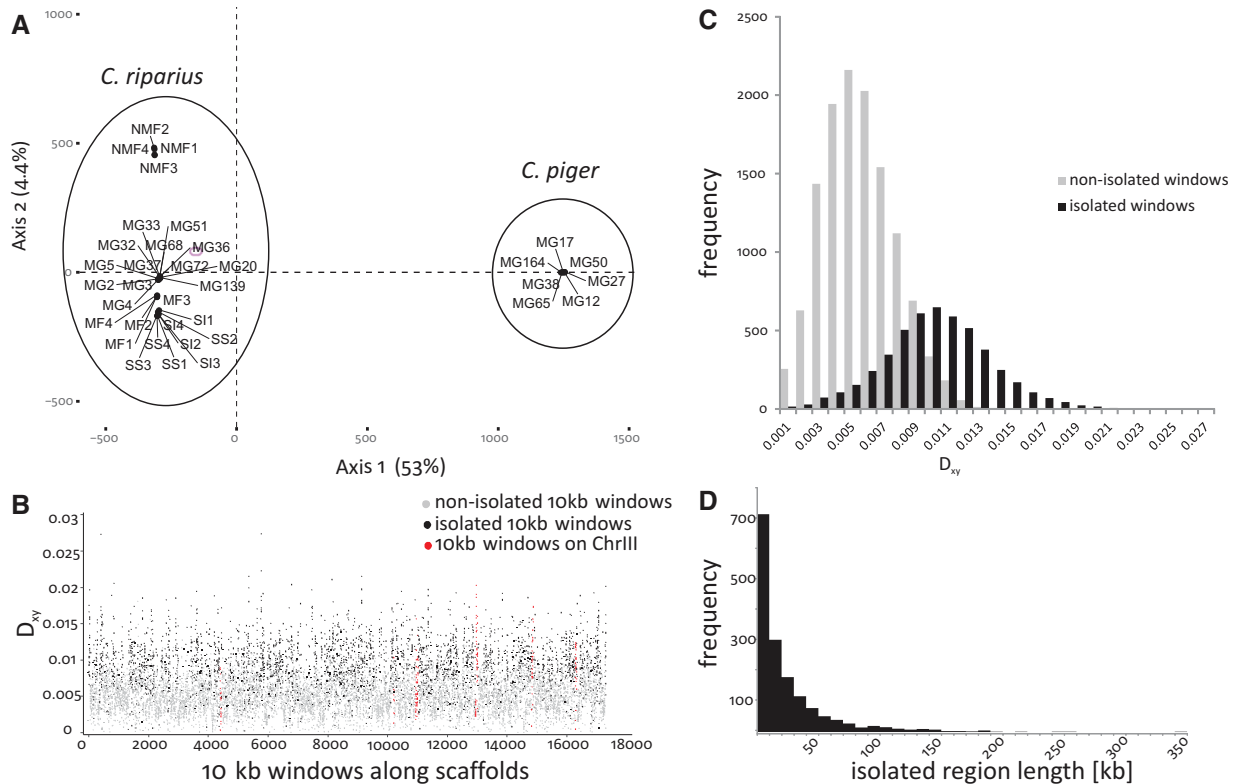 A
1000
500
0
-500
Axis 2 (4.4%)
C. riparius
NMF2
NMF4 NMF1
NMF3
MG33 MG51
MG32 MG68 MG36
MG5 MG37 MG72 MG20
MG2 MG3 MG139
MG4 MF3
MF4 MF2 SI4 SI1
MF1 SS4 SI2 SS2
SS3 SS1 SI3
C. piger
MG17
MG164 MG50
MG38 MG27
MG65 MG12
-500 0 500 1000 1500
Axis 1 (53%)
B
non-isolated 10kb windows
isolated 10kb windows
10kb windows on ChrIII
0.03
0.025
0.02
0.015
0.01
0.005
0
Dxy
0 2000 4000 6000 8000 10000 12000 14000 16000 18000
10 kb windows along scaffolds
C
2500
2000
1500
1000
500
0
frequency
non-isolated windows
isolated windows
0.001 0.003 0.005 0.007 0.009 0.011 0.013 0.015 0.017 0.019 0.021 0.023 0.025 0.027
Dxy
D
700
500
300
100
frequency
50 100 150 200 250 300 350
isolated region length [kb]